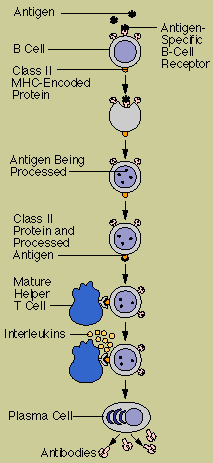 Antigen
Antigen-
Specific
B-Cell
Receptor
B Cell
Class II
MHC-Encoded
Protein
Antigen Being
Processed
Class II
Protein and
Processed
Antigen
Mature
Helper
T Cell
Interleukins
Plasma Cell
Antibodies